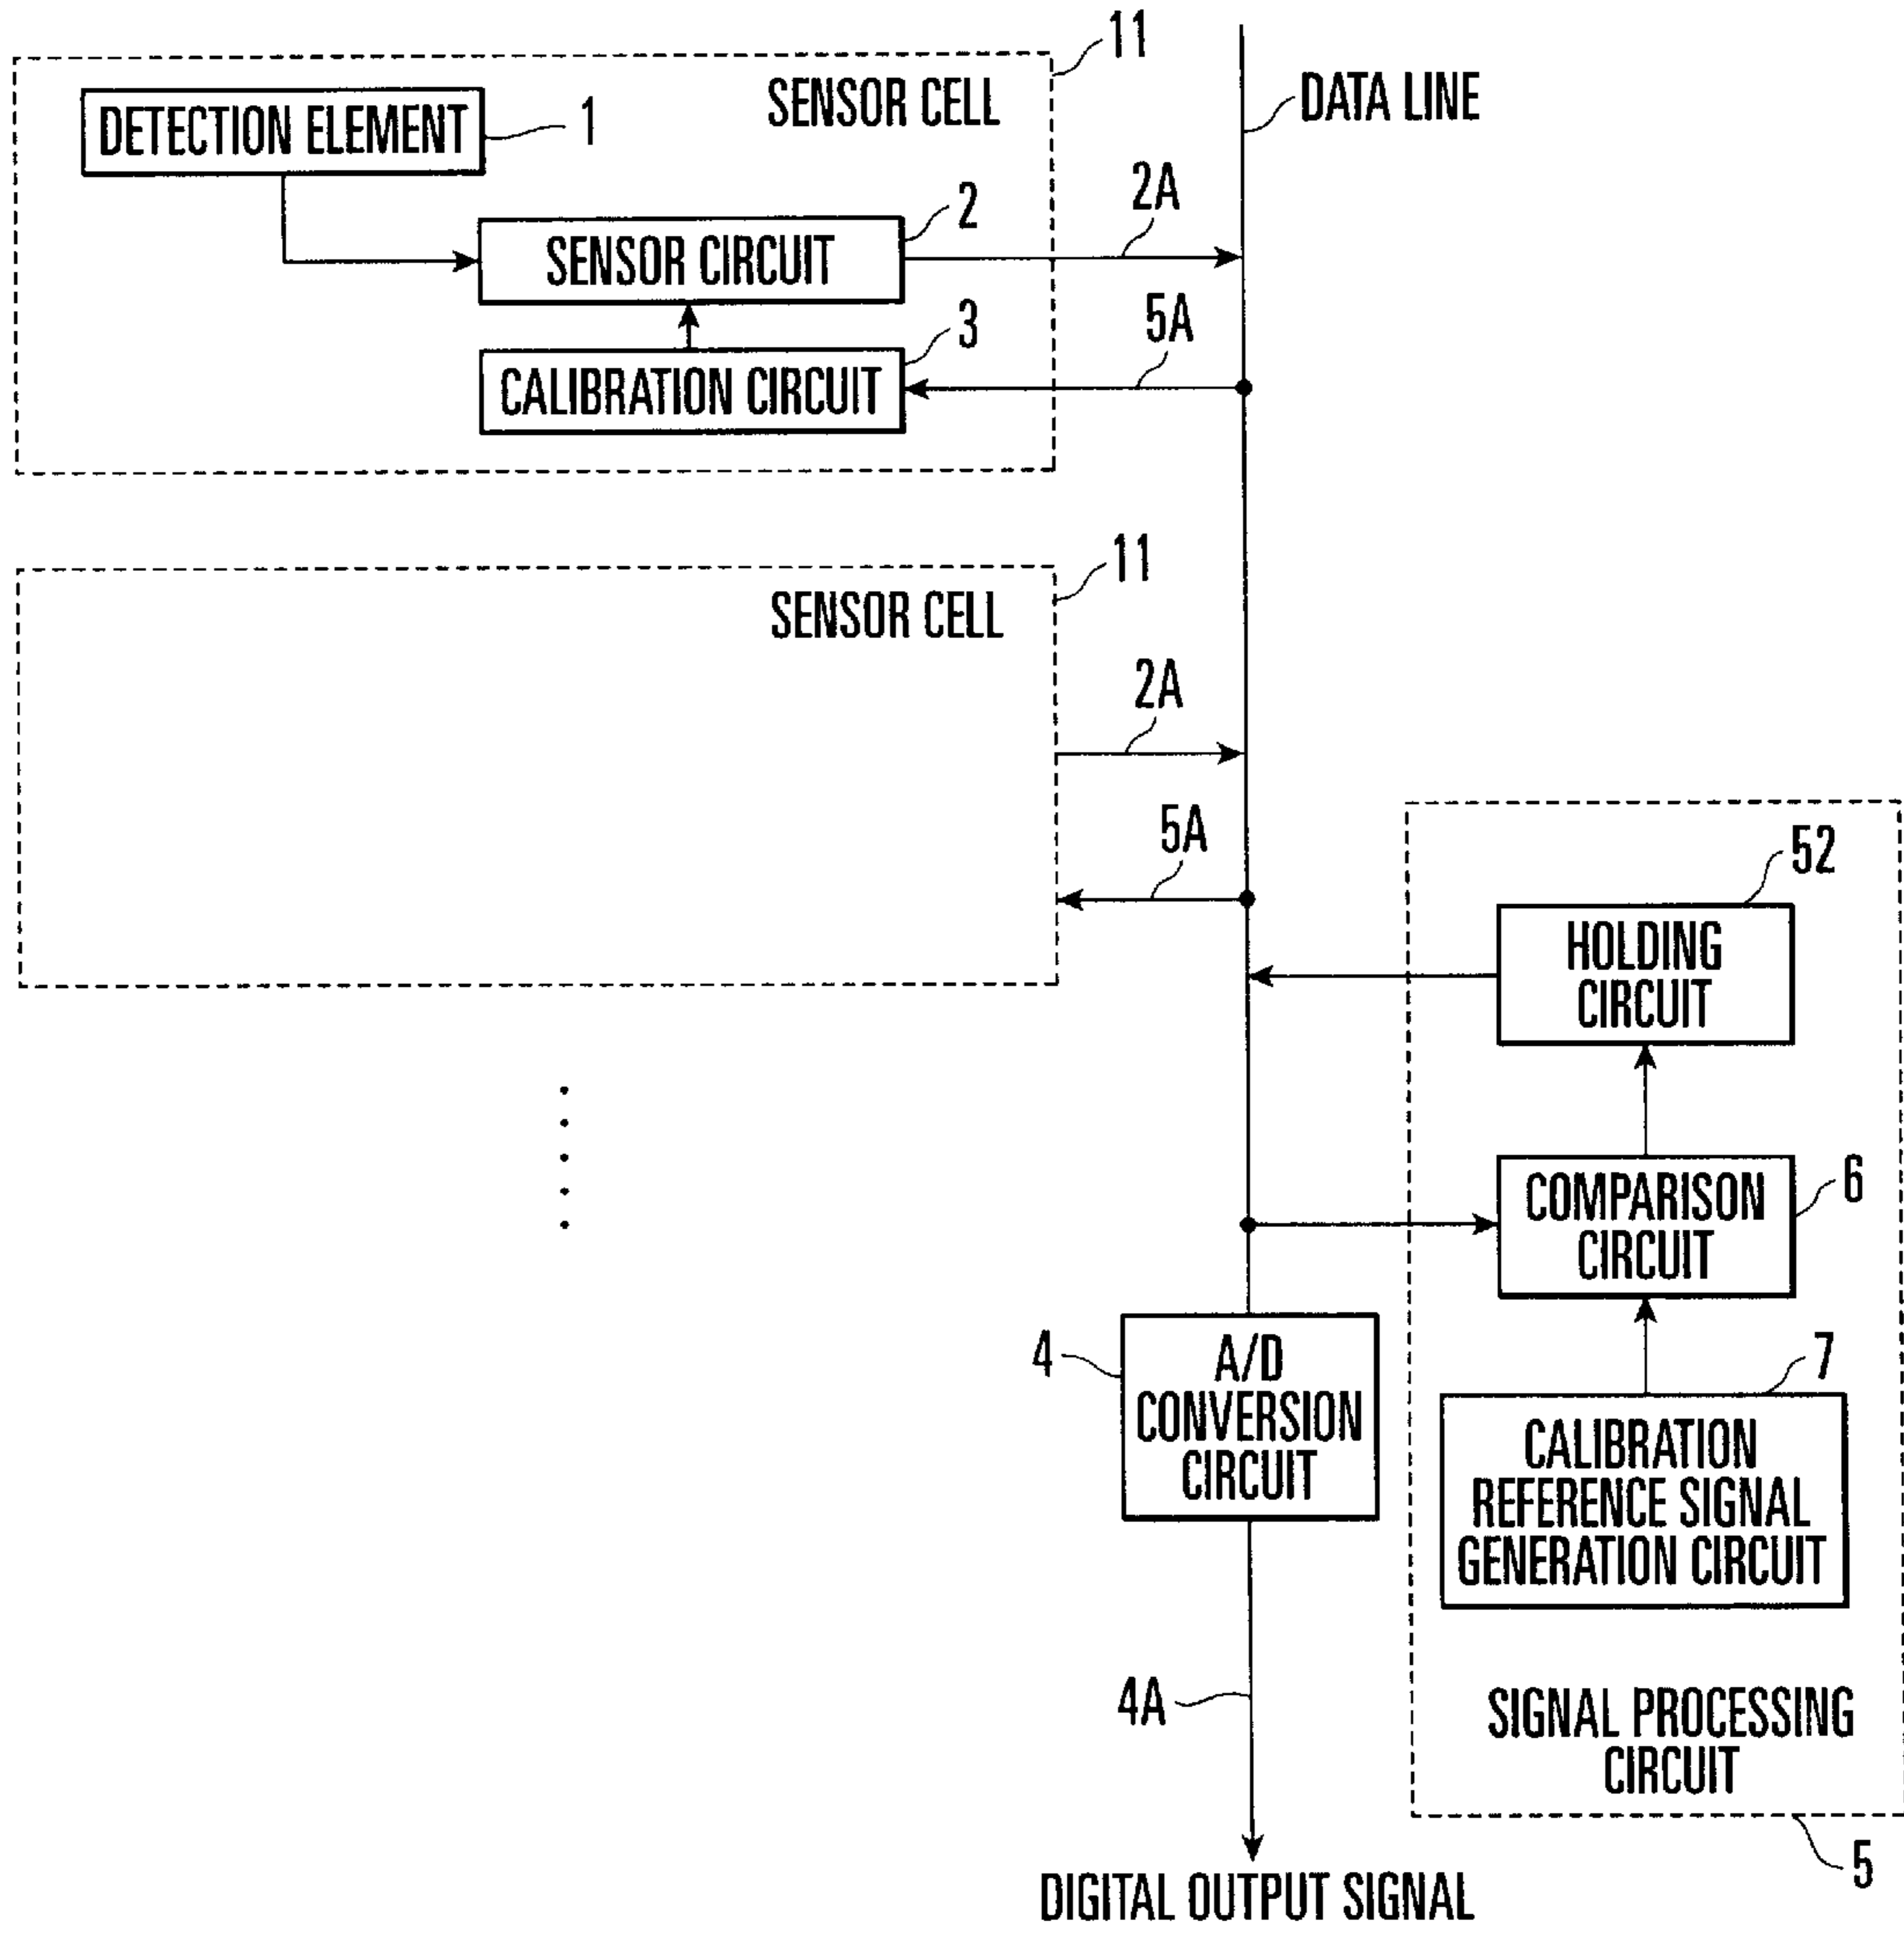 11
SENSOR CELL
DATA LINE
DETECTION ELEMENT
1
2
2A
SENSOR CIRCUIT
3
5A
CALIBRATION CIRCUIT
11
SENSOR CELL
2A
5A
52
HOLDING
CIRCUIT
6
COMPARISON
CIRCUIT
4
A/D
CONVERSION
CIRCUIT
7
CALIBRATION
REFERENCE SIGNAL
GENERATION CIRCUIT
4A
SIGNAL PROCESSING
CIRCUIT
5
DIGITAL OUTPUT SIGNAL